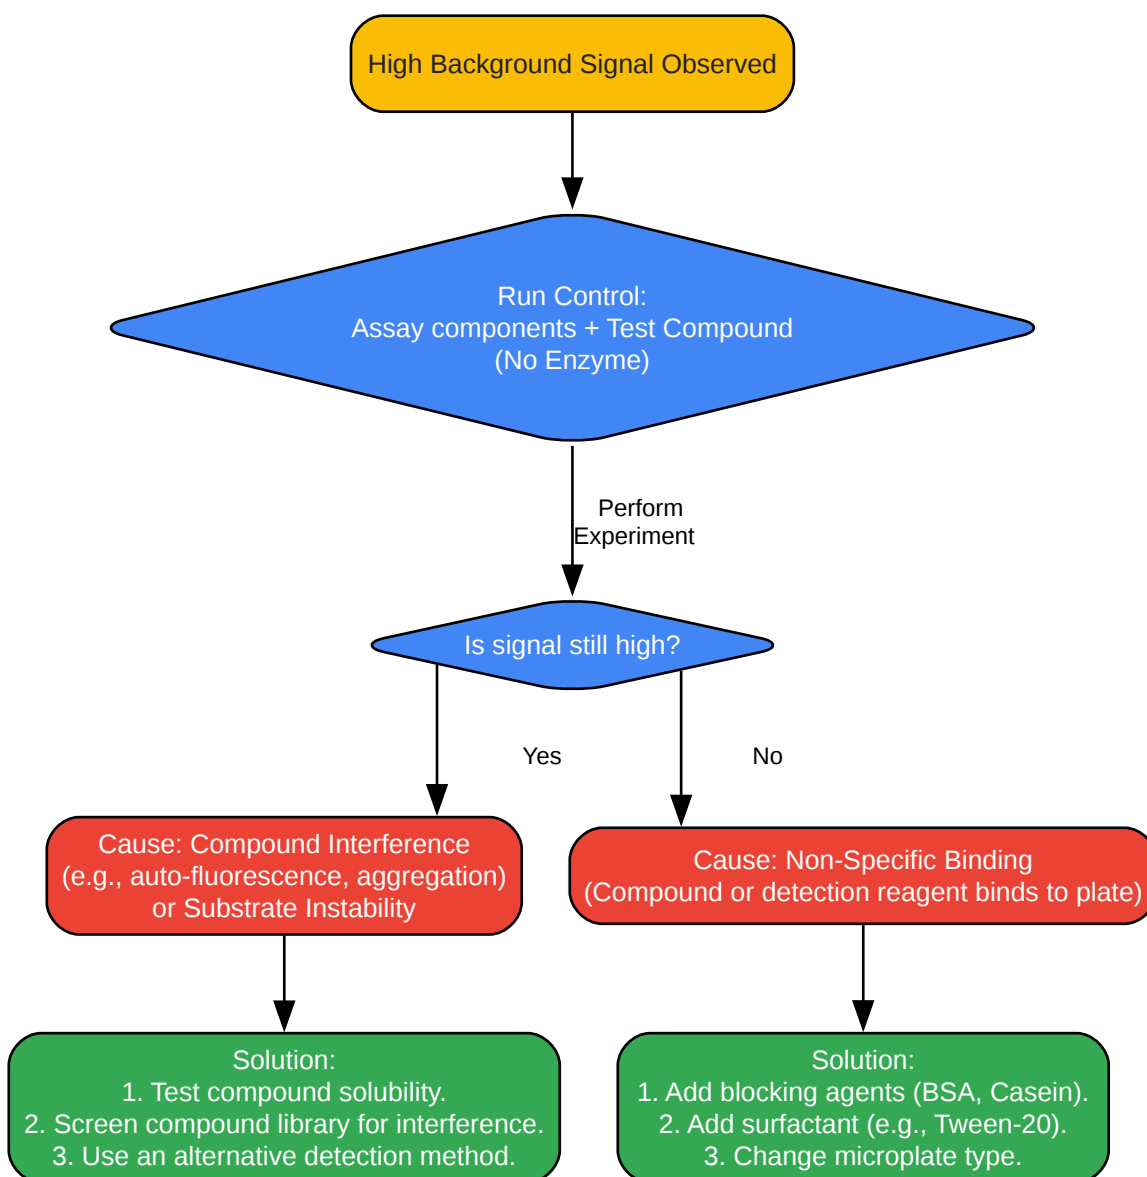 High Background Signal Observed
Run Control:
Assay components + Test Compound
(No Enzyme)
Perform
Experiment
Is signal still high?
Yes
No
Cause: Compound Interference
(e.g., auto-fluorescence, aggregation)
or Substrate Instability
Cause: Non-Specific Binding
(Compound or detection reagent binds to plate)
Solution:
1. Test compound solubility.
2. Screen compound library for interference.
3. Use an alternative detection method.
Solution:
1. Add blocking agents (BSA, Casein).
2. Add surfactant (e.g., Tween-20).
3. Change microplate type.